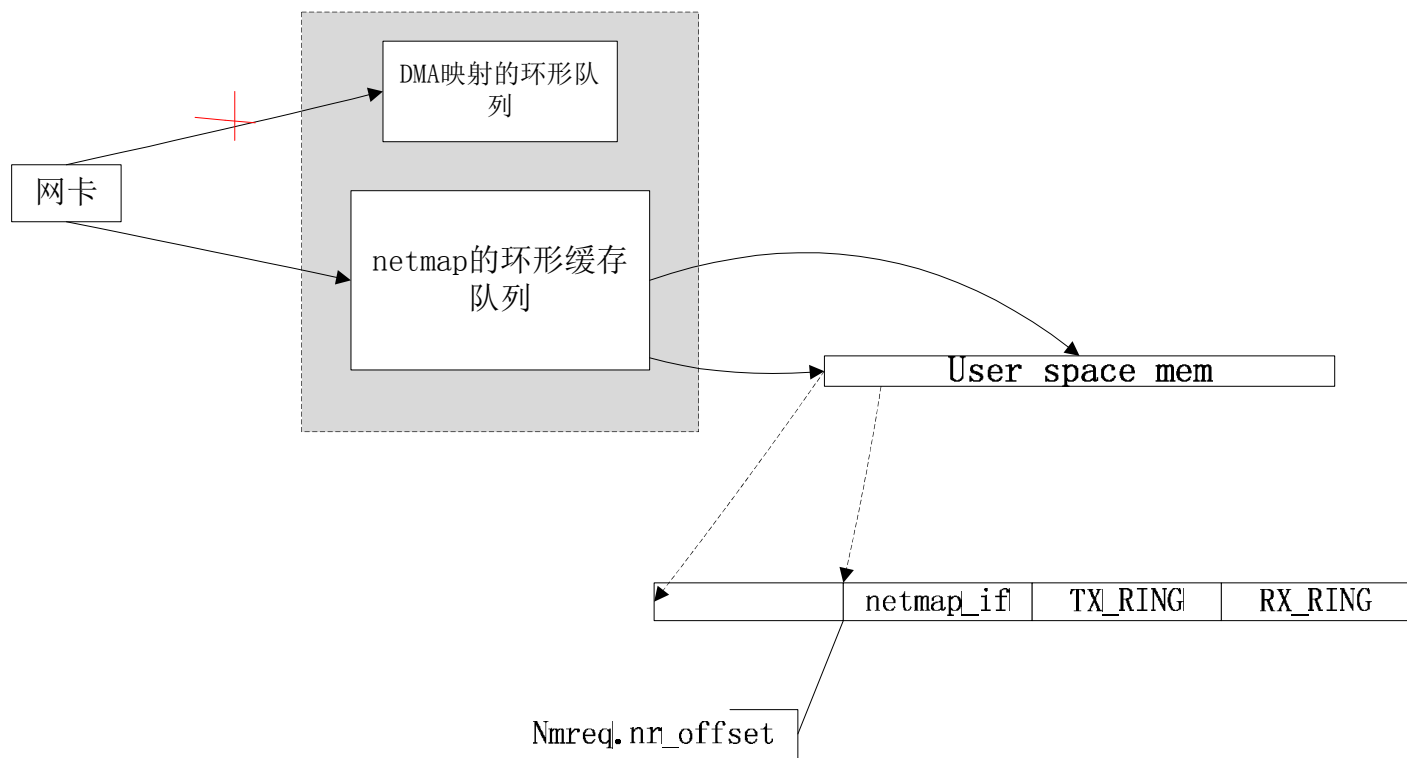 DMA映射的环形队
列
网卡
netmap的环形缓存
队列
User space mem
netmap_if
TX_RING
RX_RING
Nmreq.nr_offset